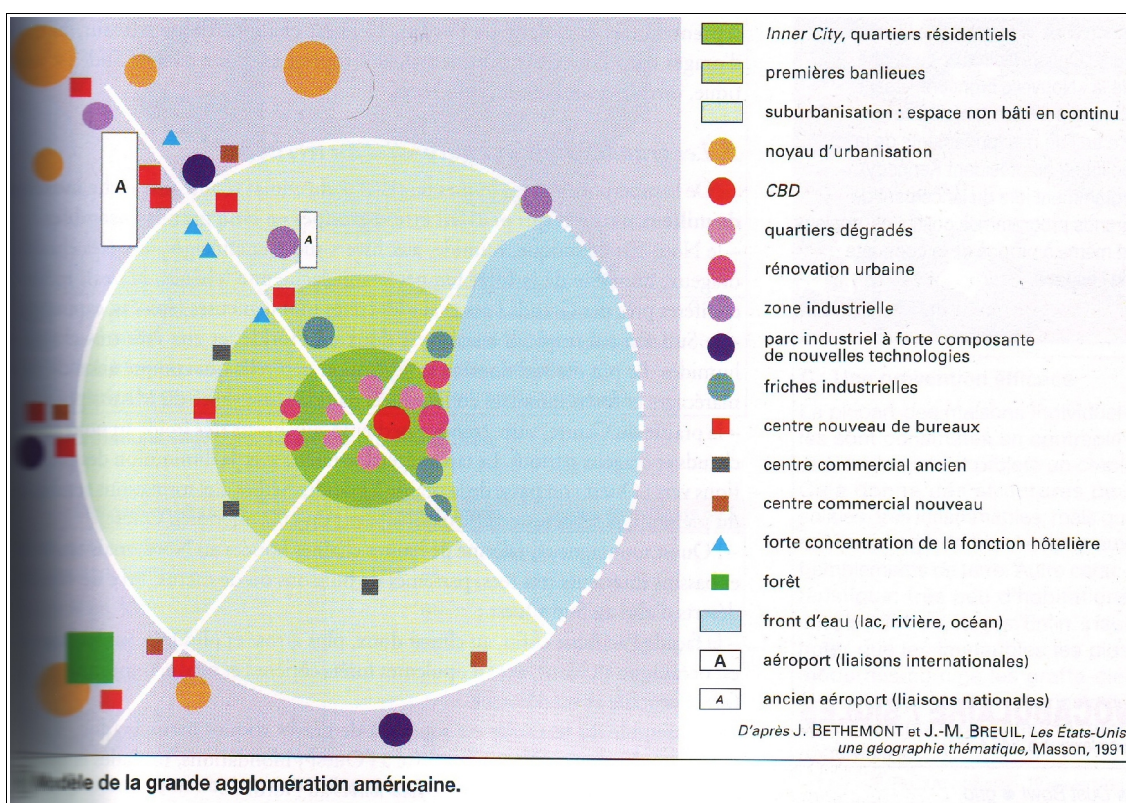 A
A
Inner City, quartiers résidentiels
premières banlieues
suburbanisation : espace non bâti en continu
noyau d'urbanisation
CBD
quartiers dégradés
rénovation urbaine
zone industrielle
parc industriel à forte composante
de nouvelles technologies
friches industrielles
centre nouveau de bureaux
centre commercial ancien
centre commercial nouveau
forte concentration de la fonction hôtelière
forêt
front d'eau (lac, rivière, océan)
A aéroport (liaisons internationales)
A ancien aéroport (liaisons nationales)
D'après J. BETHEMONT et J.-M. BREUIL, Les États-Unis
une géographie thématique, Masson, 1991
Modèle de la grande agglomération américaine.